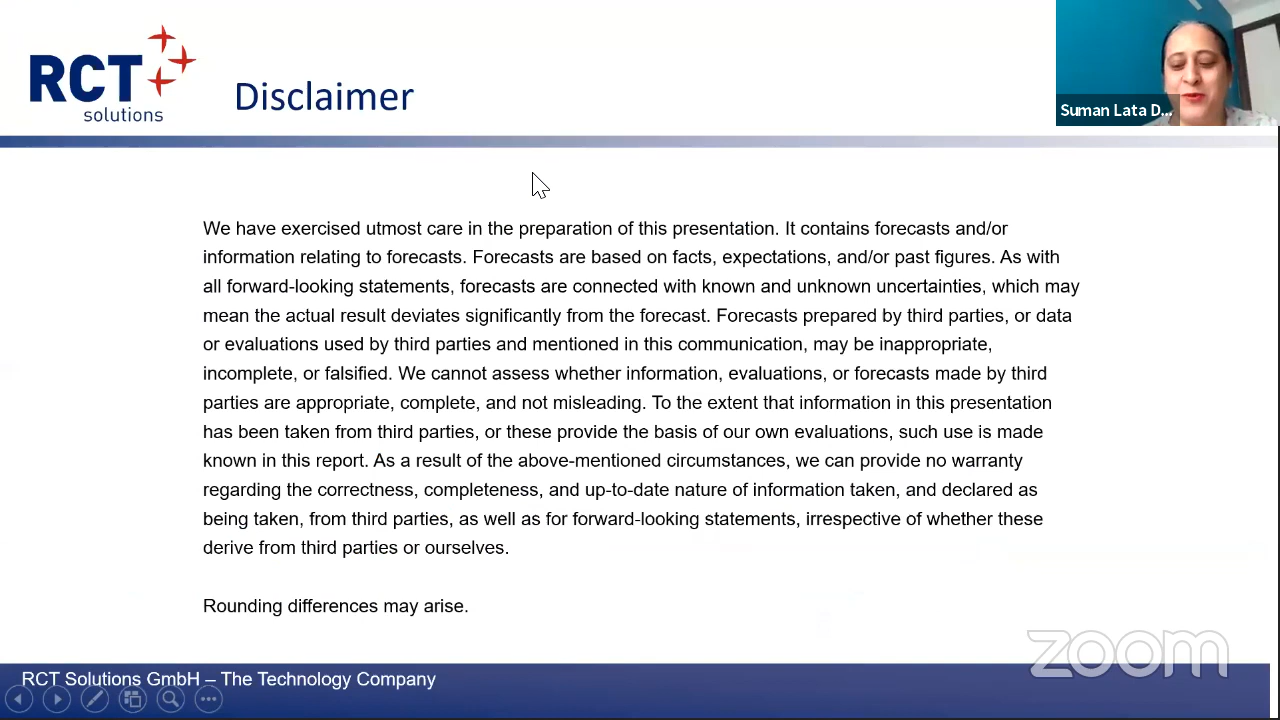 RCT
solutions
Disclaimer
Suman Lata D...
We have exercised utmost care in the preparation of this presentation. It contains forecasts and/or
information relating to forecasts. Forecasts are based on facts, expectations, and/or past figures. As with
all forward-looking statements, forecasts are connected with known and unknown uncertainties, which may
mean the actual result deviates significantly from the forecast. Forecasts prepared by third parties, or data
or evaluations used by third parties and mentioned in this communication, may be inappropriate,
incomplete, or falsified. We cannot assess whether information, evaluations, or forecasts made by third
parties are appropriate, complete, and not misleading. To the extent that information in this presentation
has been taken from third parties, or these provide the basis of our own evaluations, such use is made
known in this report. As a result of the above-mentioned circumstances, we can provide no warranty
regarding the correctness, completeness, and up-to-date nature of information taken, and declared as
being taken, from third parties, as well as for forward-looking statements, irrespective of whether these
derive from third parties or ourselves.
Rounding differences may arise.
zoom
RCT Solutions GmbH – The Technology Company